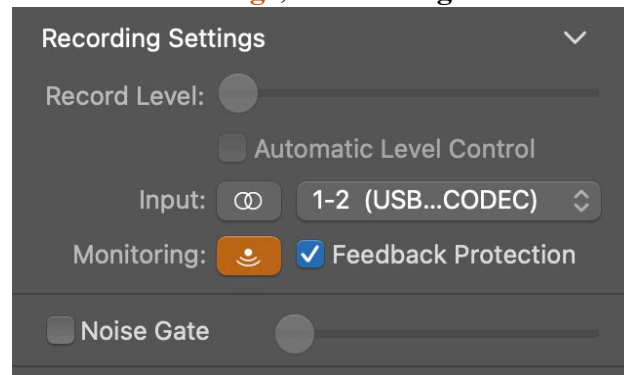 Recording Settings
Record Level:
Automatic Level Control
Input: 1-2 (USB...CODEC)
Monitoring: Feedback Protection
Noise Gate